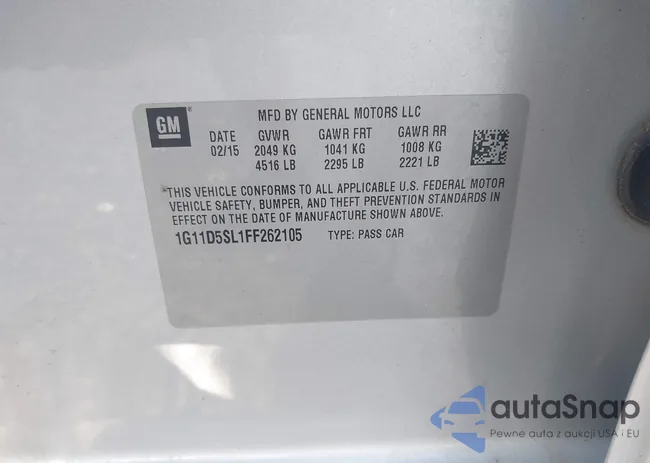 GM ® MFD BY GENERAL MOTORS LLC
DATE GVWR GAWR FRT GAWR RR
02/15 2049 KG 1041 KG 1008 KG
4516 LB 2295 LB 2221 LB
THIS VEHICLE CONFORMS TO ALL APPLICABLE U.S. FEDERAL MOTOR
VEHICLE SAFETY, BUMPER, AND THEFT PREVENTION STANDARDS IN
EFFECT ON THE DATE OF MANUFACTURE SHOWN ABOVE.
1G11D5SL1FF262105 TYPE: PASS CAR
autaSnap
Pewne auta z aukcji USA i EU